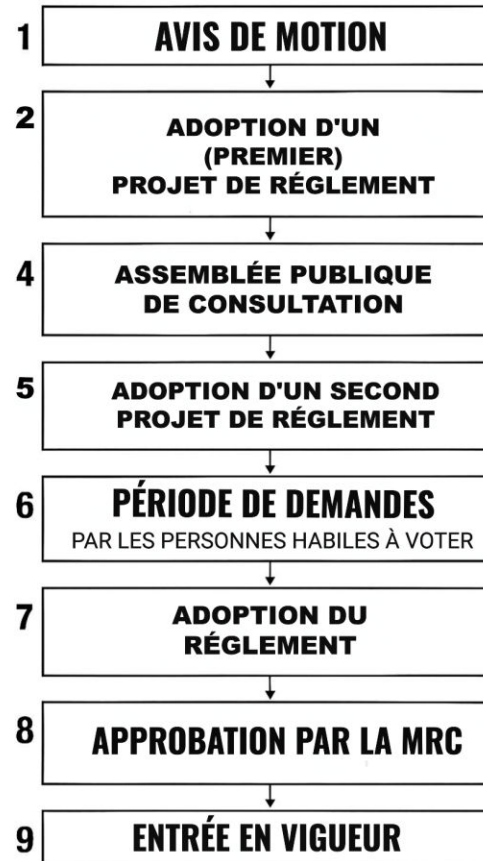 1 AVIS DE MOTION
2 ADOPTION D'UN
(PREMIER)
PROJET DE RÉGLEMENT
4 ASSEMBLÉE PUBLIQUE
DE CONSULTATION
5 ADOPTION D'UN SECOND
PROJET DE RÉGLEMENT
6 PÉRIODE DE DEMANDES
PAR LES PERSONNES HABILES À VOTER
7 ADOPTION DU
RÉGLEMENT
8 APPROBATION PAR LA MRC
9 ENTRÉE EN VIGUEUR